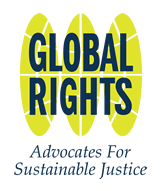 GLOBAL
RIGHTS
Advocates For
Sustainable Justice